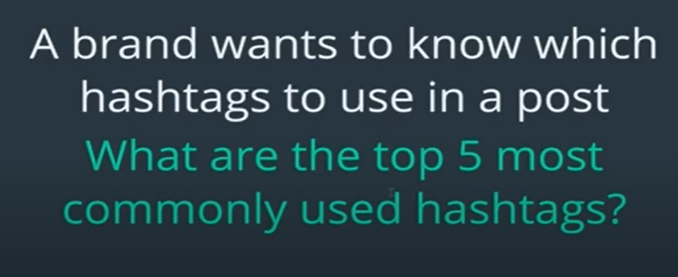 A brand wants to know which
hashtags to use in a post
What are the top 5 most
commonly used hashtags?